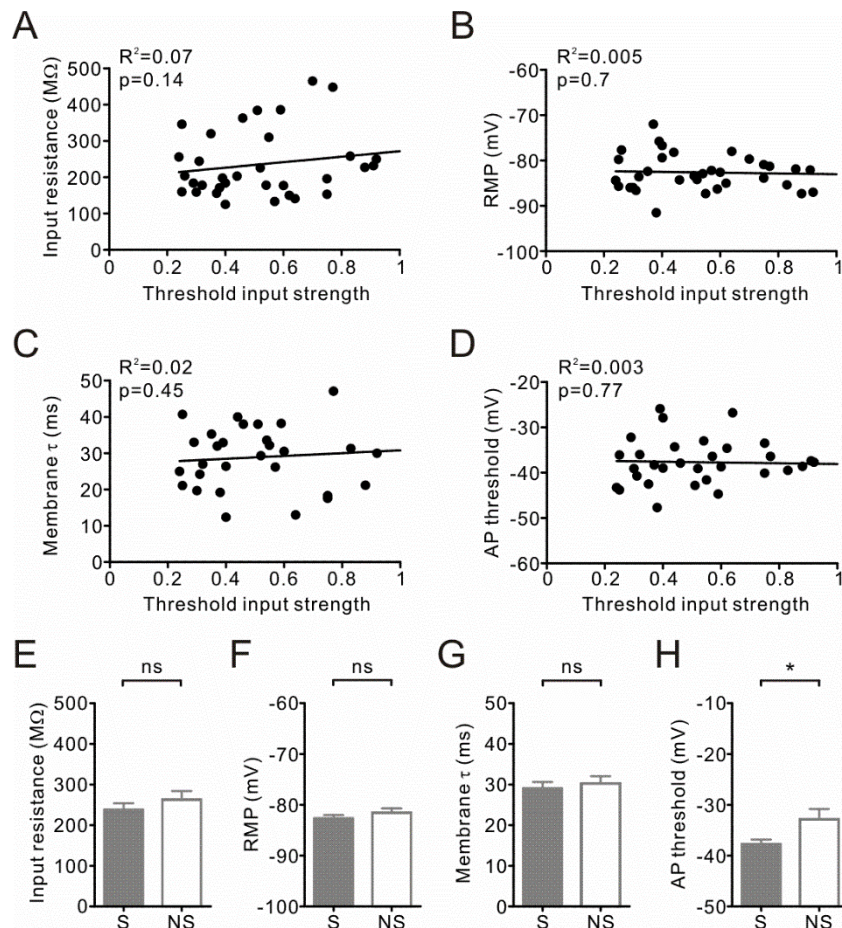 A
R²=0.07
p=0.14
Input resistance (MΩ)
500
400
300
200
100
0
0 0.2 0.4 0.6 0.8 1
Threshold input strength
B
R²=0.005
p=0.7
RMP (mV)
-60
-70
-80
-90
-100
0 0.2 0.4 0.6 0.8 1
Threshold input strength
C
R²=0.02
p=0.45
Membrane τ (ms)
50
40
30
20
10
0
0 0.2 0.4 0.6 0.8 1
Threshold input strength
D
R²=0.003
p=0.77
AP threshold (mV)
-20
-30
-40
-50
-60
0 0.2 0.4 0.6 0.8 1
Threshold input strength
E
ns
Input resistance (MΩ)
500
400
300
200
100
0
S NS
F
ns
RMP (mV)
-60
-70
-80
-90
-100
S NS
G
ns
Membrane τ (ms)
50
40
30
20
10
0
S NS
H
*
AP threshold (mV)
-10
-20
-30
-40
-50
S NS